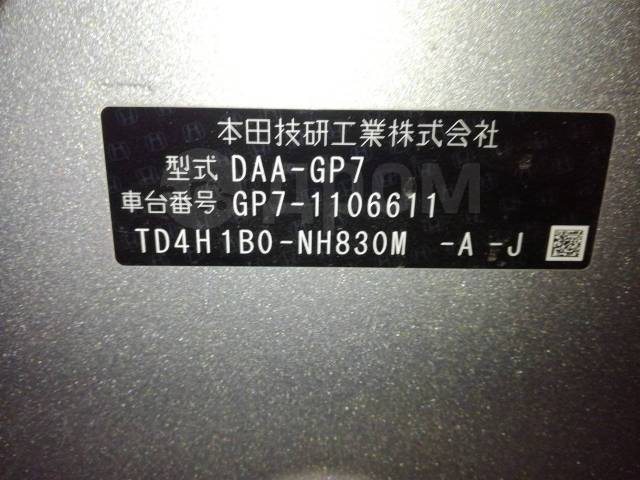 本田技研工業株式会社
型式 DAA-GP7
車台番号 GP7-1106611
TD4H1B0-NH830M -A -J